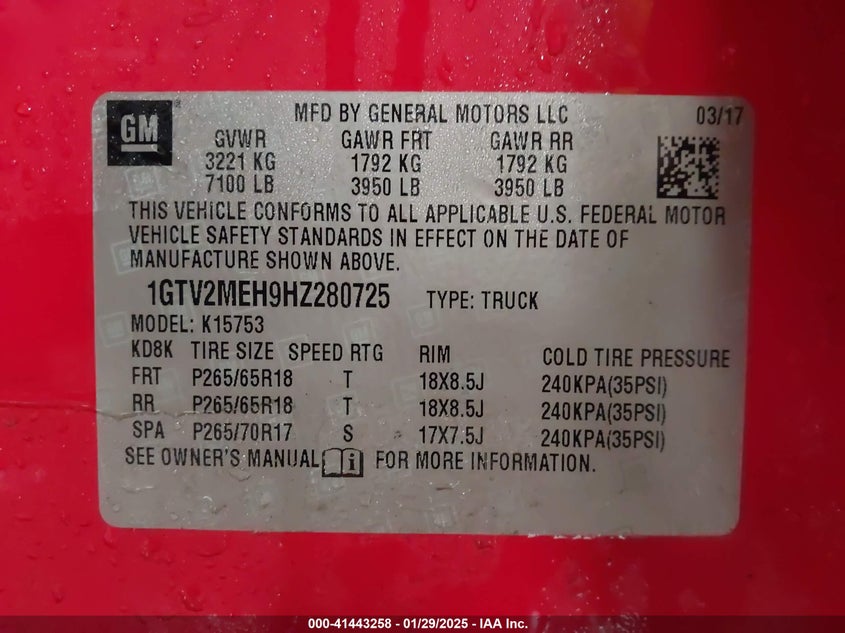 GM
MFD BY GENERAL MOTORS LLC 03/17
GVWR GAWR FRT GAWR RR
3221 KG 1792 KG 1792 KG
7100 LB 3950 LB 3950 LB
THIS VEHICLE CONFORMS TO ALL APPLICABLE U.S. FEDERAL MOTOR
VEHICLE SAFETY STANDARDS IN EFFECT ON THE DATE OF
MANUFACTURE SHOWN ABOVE.
1GTV2MEH9HZ280725 TYPE: TRUCK
MODEL: K15753
KD8K TIRE SIZE SPEED RTG RIM COLD TIRE PRESSURE
FRT P265/65R18 T 18X8.5J 240KPA(35PSI)
RR P265/65R18 T 18X8.5J 240KPA(35PSI)
SPA P265/70R17 S 17X7.5J 240KPA(35PSI)
SEE OWNER'S MANUAL i FOR MORE INFORMATION.
000-41443258 - 01/29/2025 - IAA Inc.